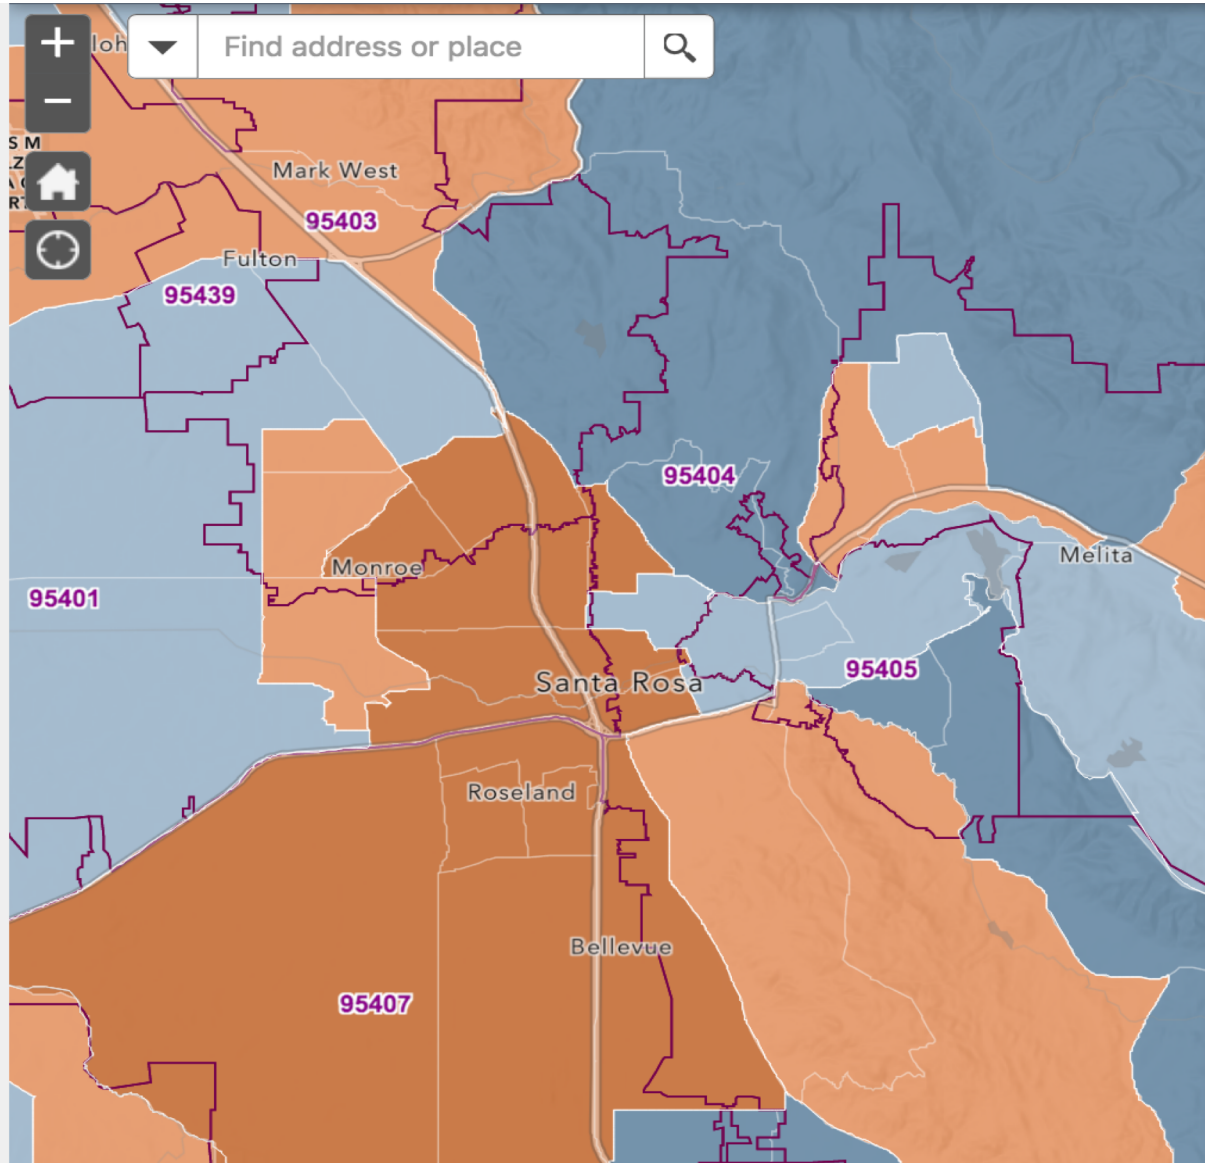 +
Find address or place
−
Mark West
95403
Fulton
95439
95404
Melita
Monroe
95401
95405
Santa Rosa
Roseland
Bellevue
95407